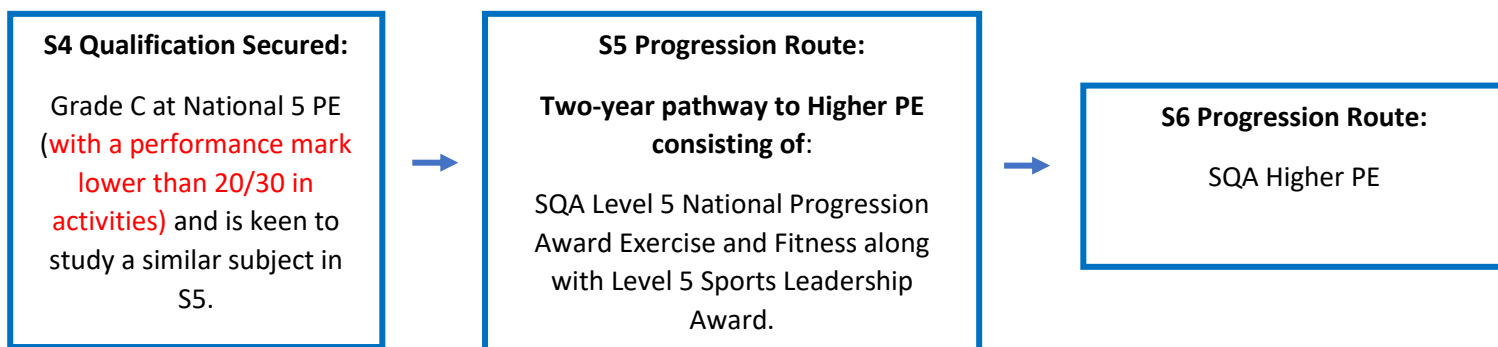 S4 Qualification Secured:
Grade C at National 5 PE
(with a performance mark
lower than 20/30 in
activities) and is keen to
study a similar subject in
S5.
S5 Progression Route:
Two-year pathway to Higher PE
consisting of:
SQA Level 5 National Progression
Award Exercise and Fitness along
with Level 5 Sports Leadership
Award.
S6 Progression Route:
SQA Higher PE